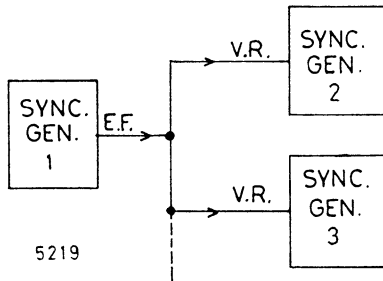 SYNC.
GEN.
1
E.F.
V.R.
SYNC.
GEN.
2
V.R.
SYNC.
GEN.
3
5219